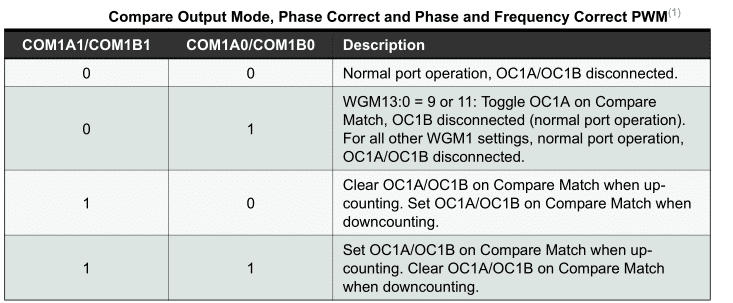 Compare Output Mode, Phase Correct and Phase and Frequency Correct PWM(1)
COM1A1/COM1B1 COM1A0/COM1B0 Description
0 0 Normal port operation, OC1A/OC1B disconnected.
0 1 WGM13:0 = 9 or 11: Toggle OC1A on Compare
Match, OC1B disconnected (normal port operation).
For all other WGM1 settings, normal port operation,
OC1A/OC1B disconnected.
1 0 Clear OC1A/OC1B on Compare Match when up-
counting. Set OC1A/OC1B on Compare Match when
downcounting.
1 1 Set OC1A/OC1B on Compare Match when up-
counting. Clear OC1A/OC1B on Compare Match
when downcounting.